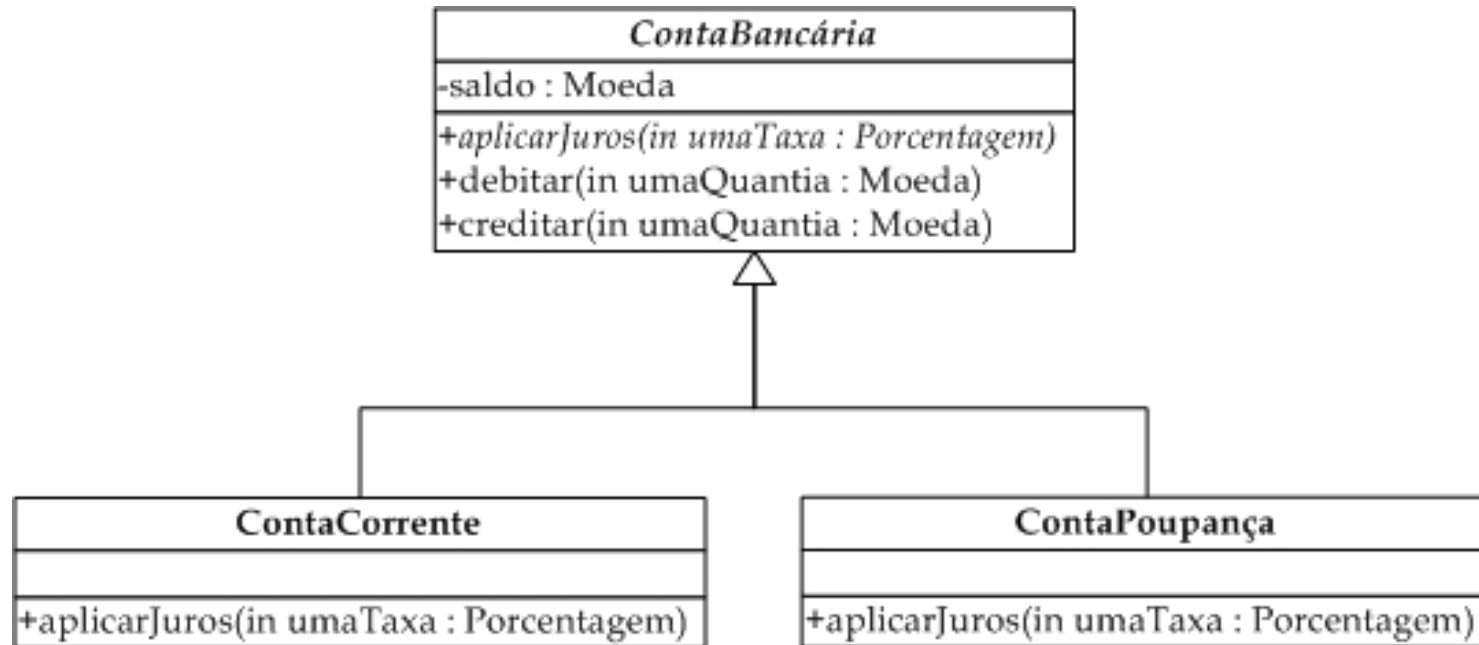 ContaBancária
-saldo : Moeda
+aplicarJuros(in umaTaxa : Porcentagem)
+debitar(in umaQuantia : Moeda)
+creditar(in umaQuantia : Moeda)
ContaCorrente
+aplicarJuros(in umaTaxa : Porcentagem)
ContaPoupança
+aplicarJuros(in umaTaxa : Porcentagem)